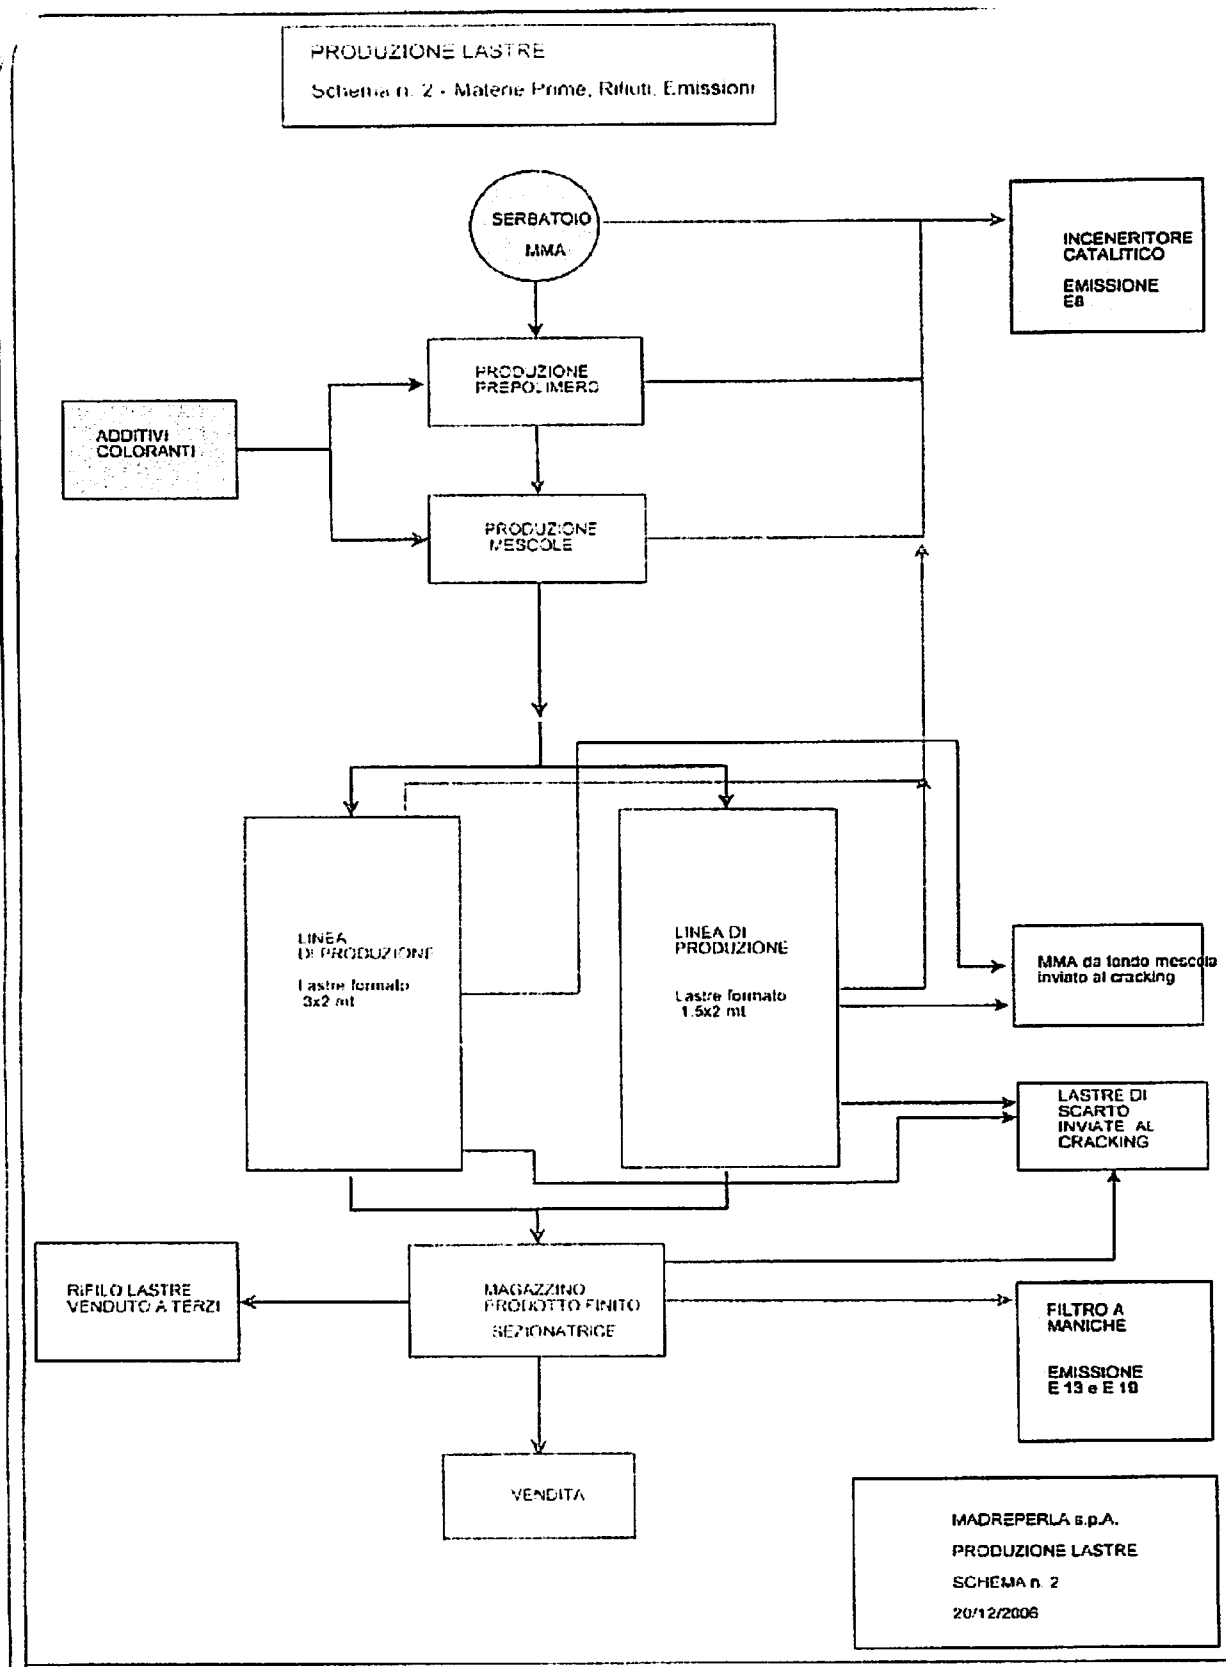 PRODUZIONE LASTRE
Schema n. 2 - Materie Prime, Rifiuti, Emissioni
SERBATOIO
MMA
INCENERITORE
CATALITICO
EMISSIONE
E8
PRODUZIONE
PREPOLIMERO
ADDITIVI
COLORANTI
PRODUZIONE
MESCOLE
LINEA
DI PRODUZIONE
Lastre formato
3x2 mt
LINEA DI
PRODUZIONE
Lastre formato
1.5x2 mt
MMA da fondo mescola
inviato al cracking
LASTRE DI
SCARTO
INVIATE AL
CRACKING
RIFILO LASTRE
VENDUTO A TERZI
MAGAZZINO
PRODOTTO FINITO
SEZIONATRICE
FILTRO A
MANICHE
EMISSIONE
E 13 e E 19
VENDITA
MADREPERLA s.p.A.
PRODUZIONE LASTRE
SCHEMA n. 2
20/12/2006